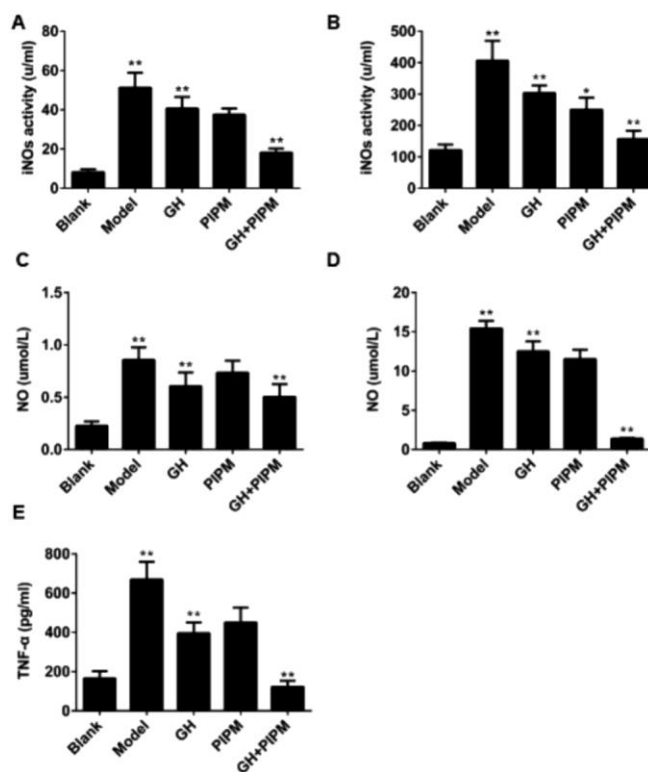 A
iNOs activity (u/ml)
80
60
40
20
0
**
**
**
Blank
Model
GH
PIPM
GH+PIPM
B
iNOs activity (u/ml)
500
400
300
200
100
0
**
**
*
**
Blank
Model
GH
PIPM
GH+PIPM
C
NO (umol/L)
1.5
1.0
0.5
0.0
**
**
**
Blank
Model
GH
PIPM
GH+PIPM
D
NO (umol/L)
20
15
10
5
0
**
**
**
Blank
Model
GH
PIPM
GH+PIPM
E
TNF-α (pg/ml)
800
600
400
200
0
**
**
**
Blank
Model
GH
PIPM
GH+PIPM